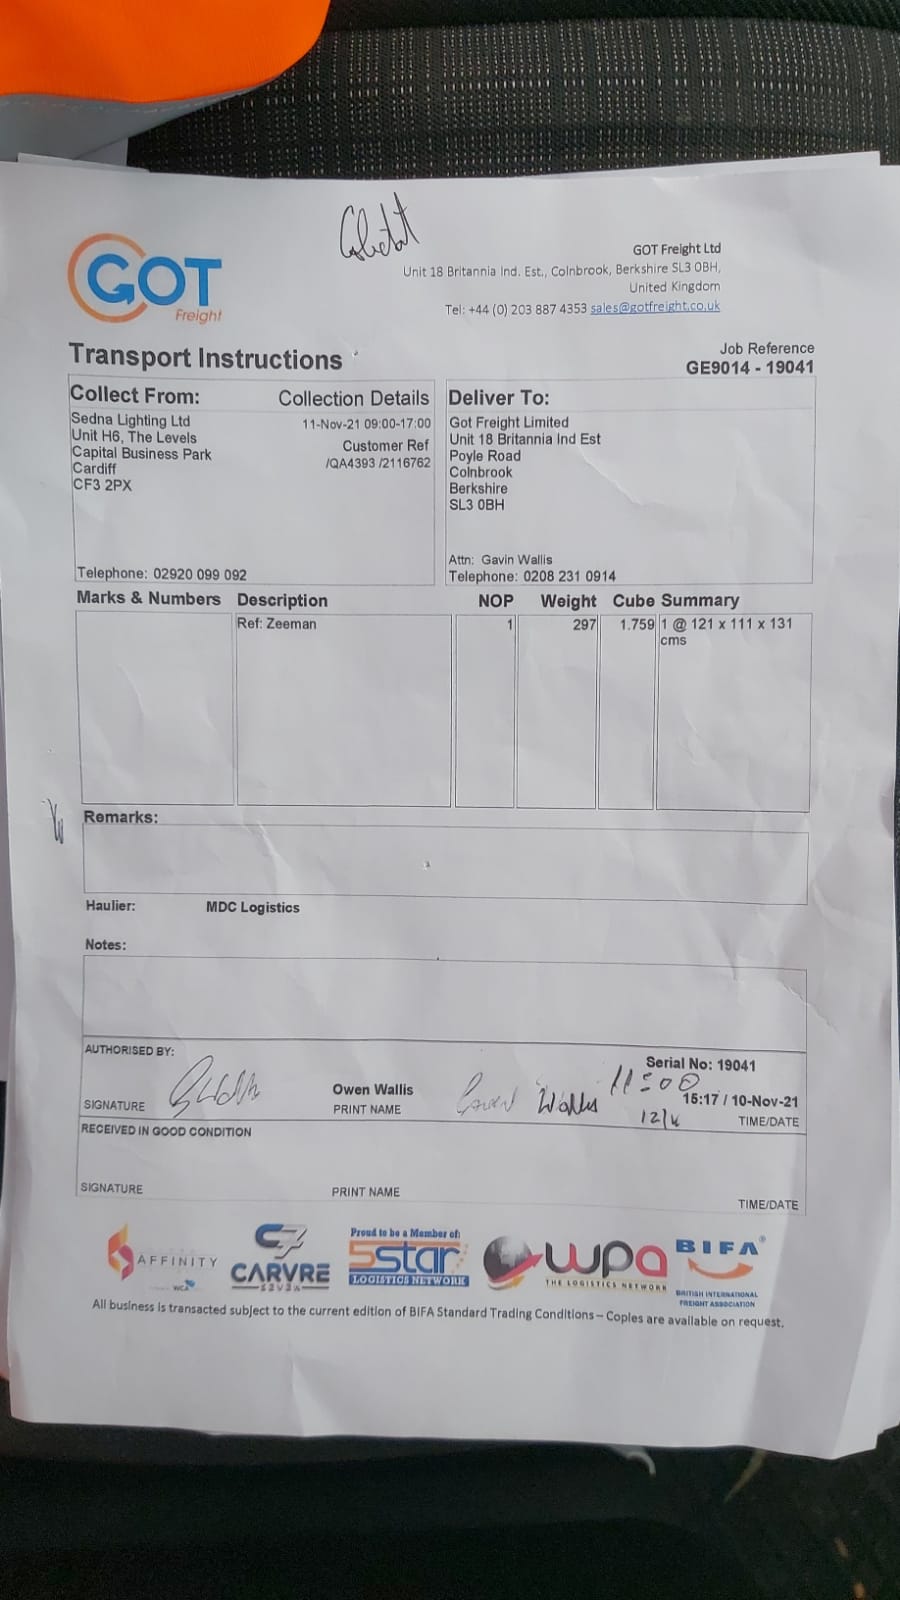 GOT
Freight
GOT Freight Ltd
Unit 18 Britannia Ind. Est., Colnbrook, Berkshire SL3 0BH,
United Kingdom
Tel: +44 (0) 203 887 4353 sales@gotfreight.co.uk
Transport Instructions
Job Reference
GE9014 - 19041
Collect From:
Collection Details
Sedna Lighting Ltd
Unit H6, The Levels
Capital Business Park
Cardiff
CF3 2PX
11-Nov-21 09:00-17:00
Customer Ref
/QA4393 /2116762
Telephone: 02920 099 092
Deliver To:
Got Freight Limited
Unit 18 Britannia Ind Est
Poyle Road
Colnbrook
Berkshire
SL3 0BH
Attn: Gavin Wallis
Telephone: 0208 231 0914
Marks & Numbers Description NOP Weight Cube Summary
Ref: Zeeman 1 297 1.759 1 @ 121 x 111 x 131
cms
Remarks:
Haulier: MDC Logistics
Notes:
AUTHORISED BY:
Serial No: 19041
Owen Wallis
Wallis
11:00
15:17 / 10-Nov-21
SIGNATURE PRINT NAME TIME/DATE
RECEIVED IN GOOD CONDITION
SIGNATURE PRINT NAME TIME/DATE
AFFINITY
WCA
CARVRE
Proud to be a Member of:
5star
LOGISTICS NETWORK
wpa
THE LOGISTICS NETWORK
BIFA
BRITISH INTERNATIONAL
FREIGHT ASSOCIATION
All business is transacted subject to the current edition of BIFA Standard Trading Conditions – Copies are available on request.